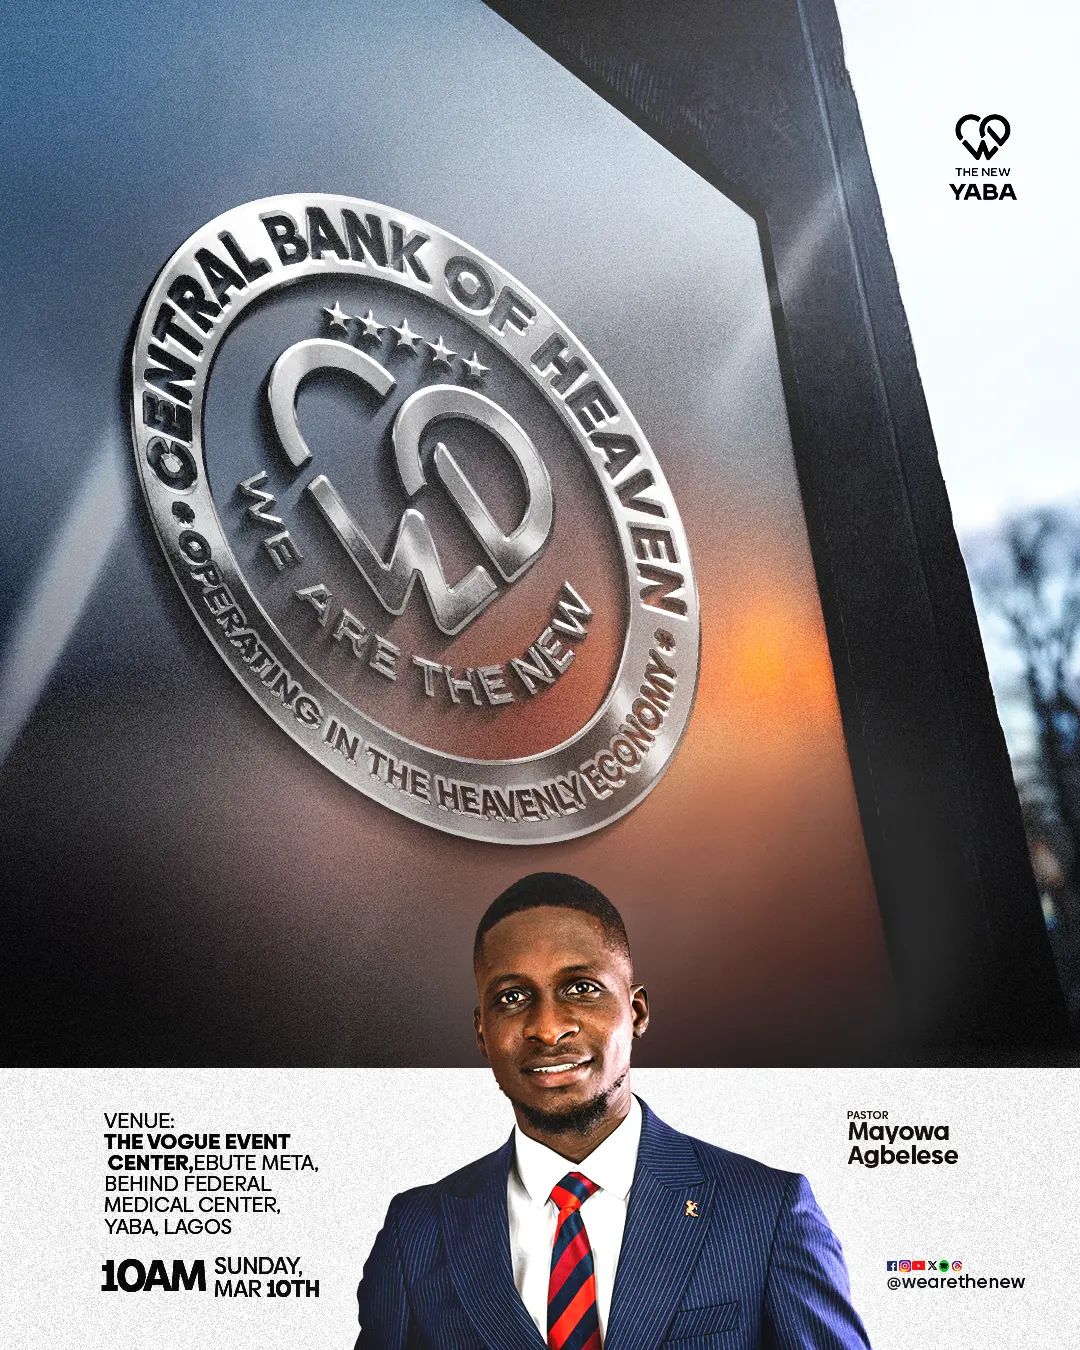 THE NEW
YABA
CENTRAL BANK OF HEAVEN
WE ARE THE NEW
* OPERATING IN THE HEAVENLY ECONOMY *
VENUE:
THE VOGUE EVENT
CENTER,EBUTE META,
BEHIND FEDERAL
MEDICAL CENTER,
YABA, LAGOS
10AM
SUNDAY,
MAR 10TH
PASTOR
Mayowa
Agbelese
@wearethenew